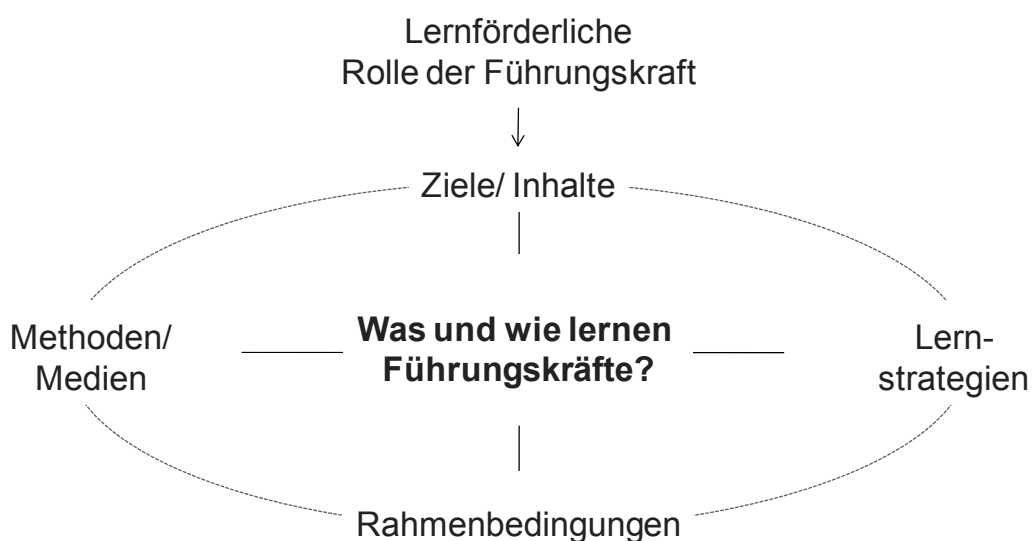 Lernförderliche
Rolle der Führungskraft
Ziele/ Inhalte
Methoden/
Medien
Was und wie lernen
Führungskräfte?
Lern-
strategien
Rahmenbedingungen